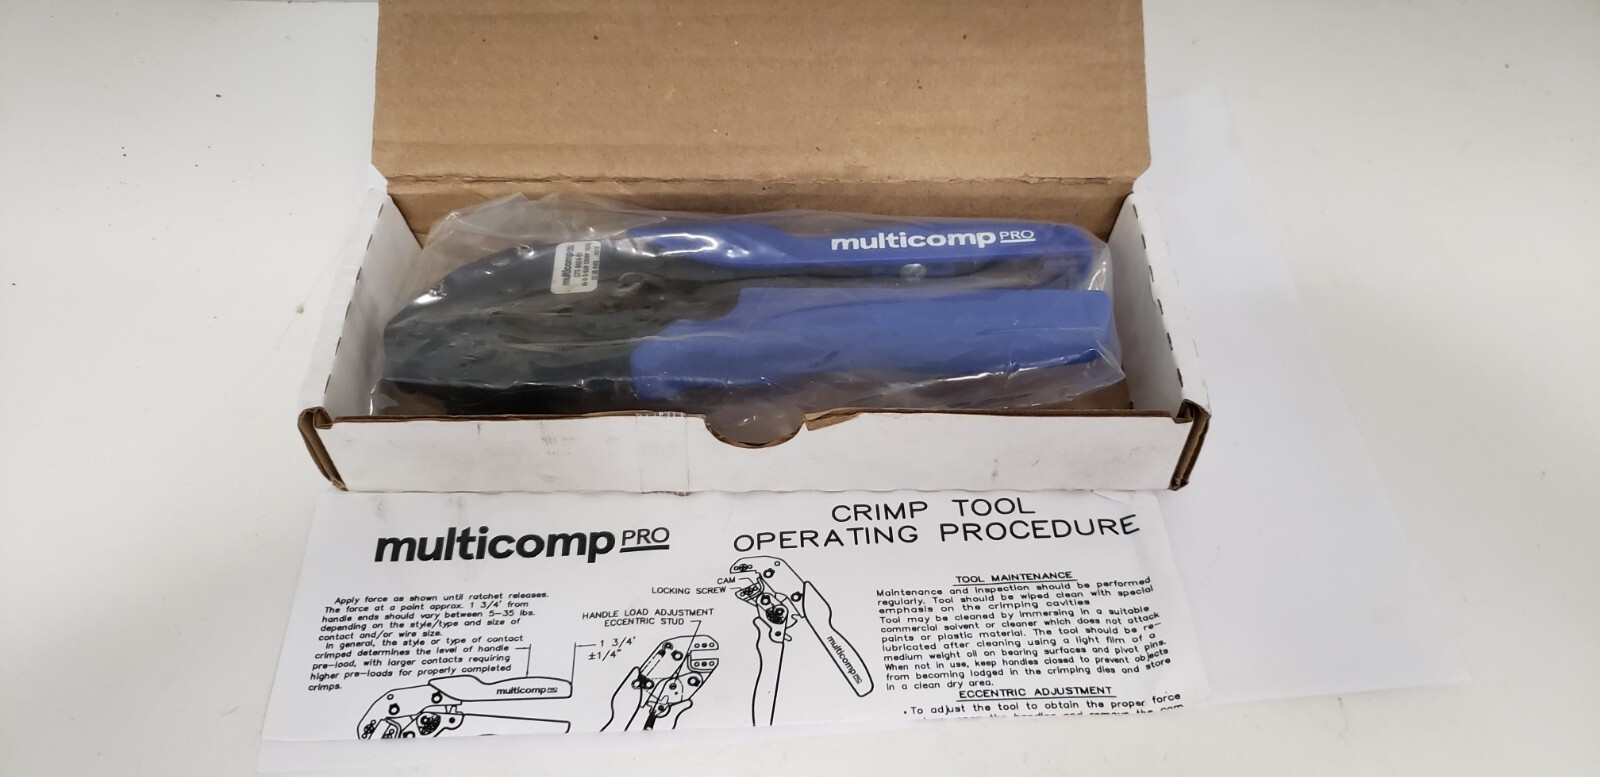 multicomp PRO
multicomp
multicomp PRO
CRIMP TOOL
OPERATING PROCEDURE
Apply force as shown until ratchet releases.
The force at a point approx. 1 3/4" from
handle ends should vary between 5-35 lbs.
depending on the style/type and size of
contact and/or wire size.
In general, the style or type of contact
crimped determines the level of handle
pre-load, with larger contacts requiring
higher pre-loads for properly completed
crimps.
multicomp PRO
1 3/4"
±1/4"
HANDLE LOAD ADJUSTMENT
ECCENTRIC STUD
CAM
LOCKING SCREW
multicomp PRO
TOOL MAINTENANCE
Maintenance and Inspection should be performed
regularly. Tool should be wiped clean with special
emphasis on the crimping cavities
Tool may be cleaned by immersing in a suitable
commercial solvent or cleaner which does not attack
paints or plastic material. The tool should be re-
lubricated after cleaning using a light film of a
medium weight oil on bearing surfaces and pivot pins.
When not in use, keep handles closed to prevent objects
from becoming lodged in the crimping dies and store
in a clean dry area.
ECCENTRIC ADJUSTMENT
. To adjust the tool to obtain the proper force